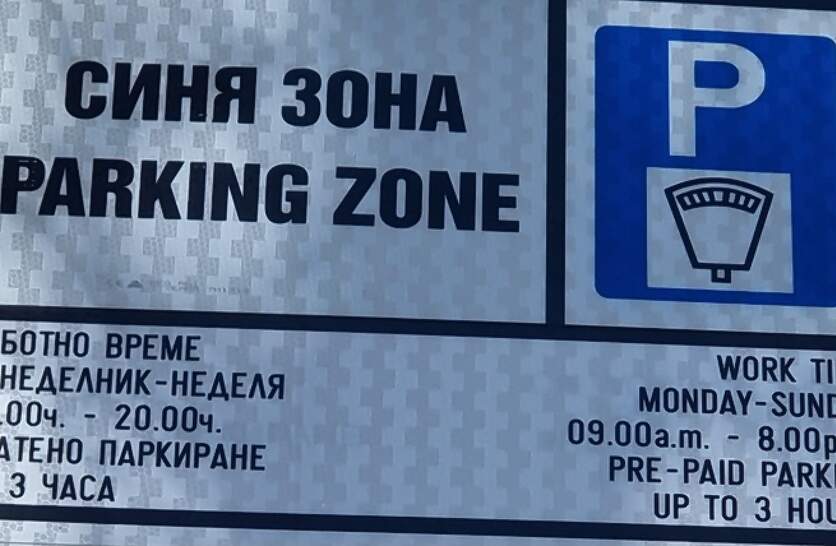 СИНЯ ЗОНА
PARKING ZONE
P
БОТНО ВРЕМЕ
НЕДЕЛНИК-НЕДЕЛЯ
.00ч. - 20.00ч.
АТЕНО ПАРКИРАНЕ
3 ЧАСА
WORK TI
MONDAY-SUND
09.00a.m. - 8.00p
PRE-PAID PARKI
UP TO 3 HOU